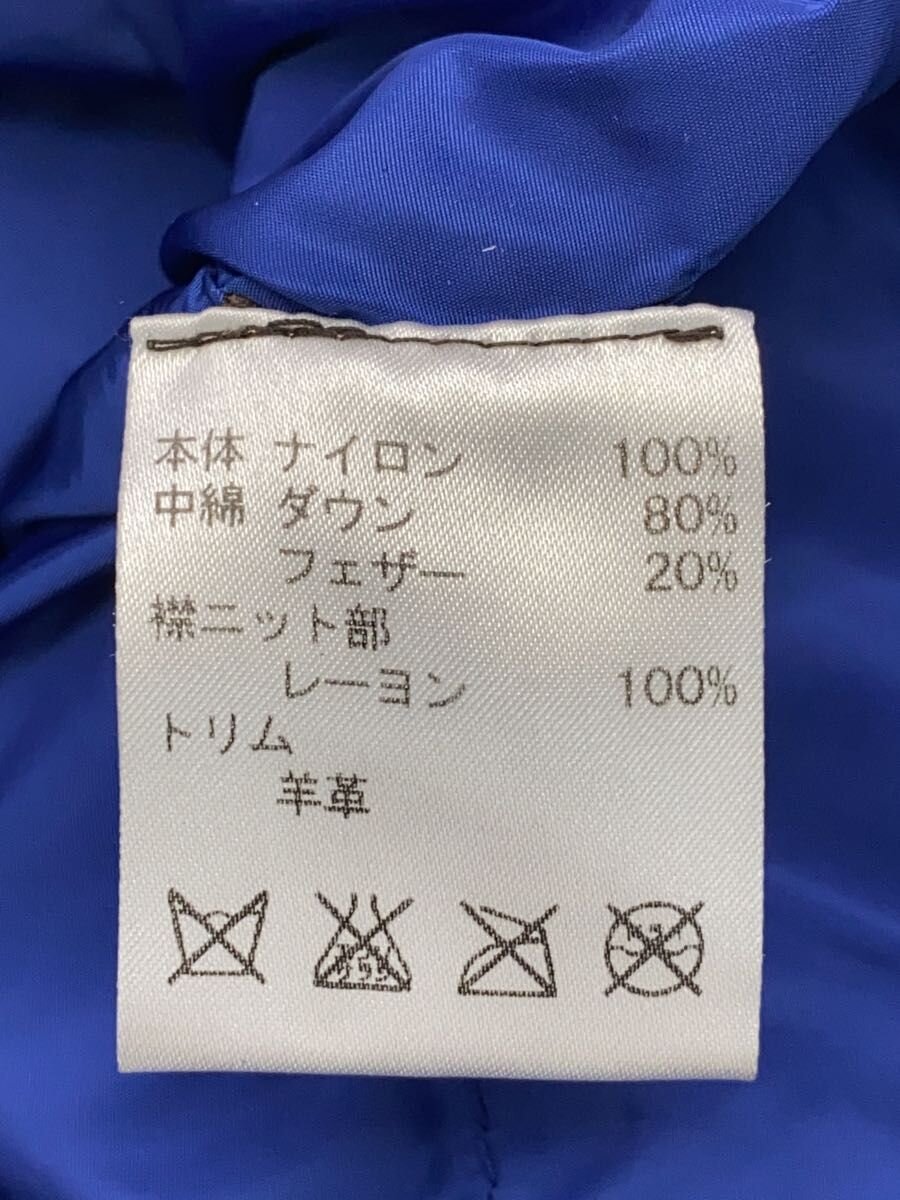 本体 ナイロン 100%
中綿 ダウン 80%
フェザー 20%
襟ニット部
レーヨン 100%
トリム
羊革